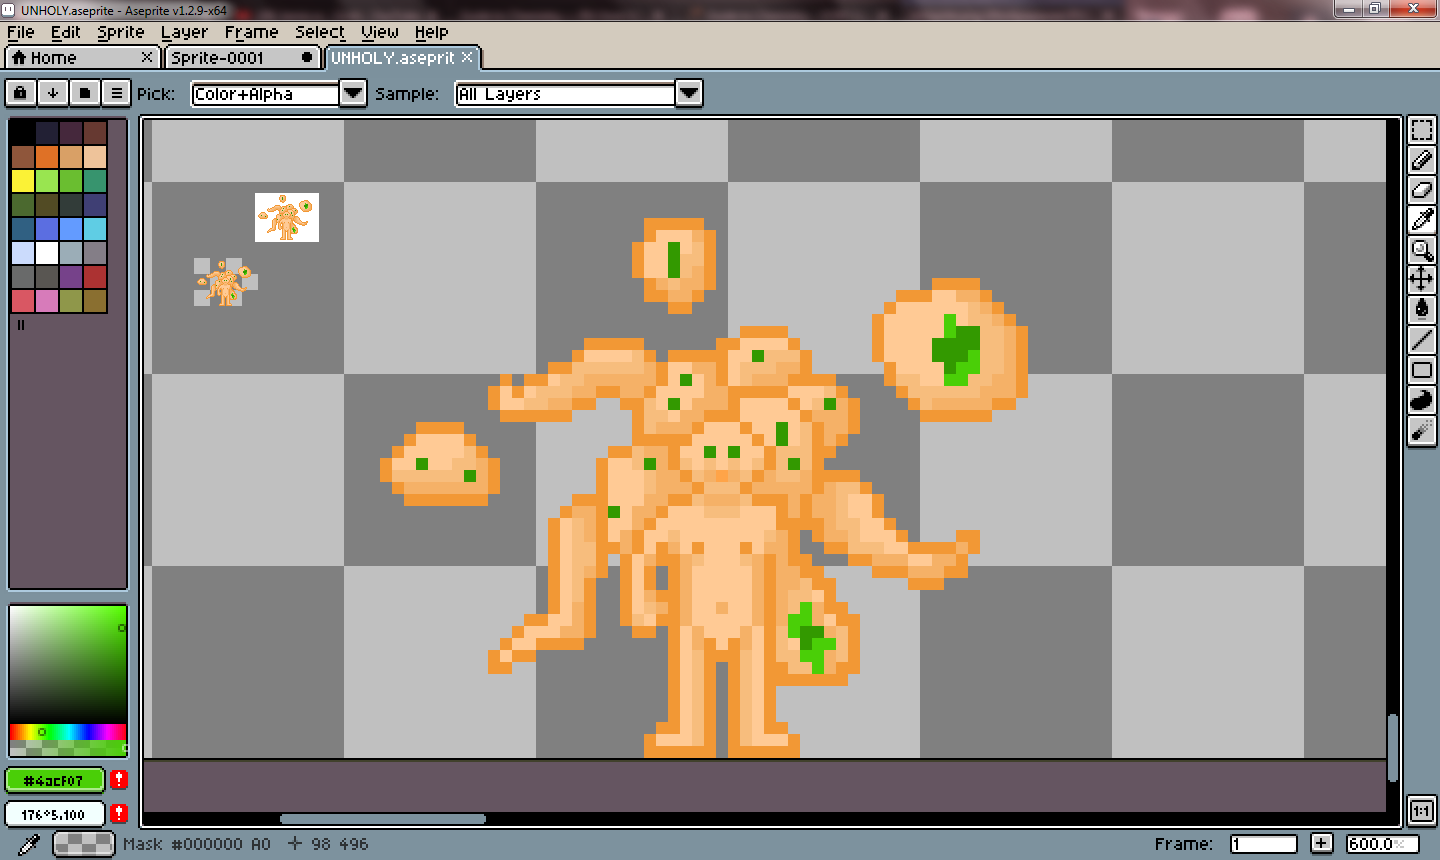 UNHOLY.aseprite - Aseprite v1.2.9-x64
File Edit Sprite Layer Frame Select View Help
Home Sprite-0001 UNHOLY.aseprit
Pick: Color+Alpha Sample: All Layers
#4acf07
176°5,100
Mask #000000 A0 98 496 Frame: 1 600.0%
1:1